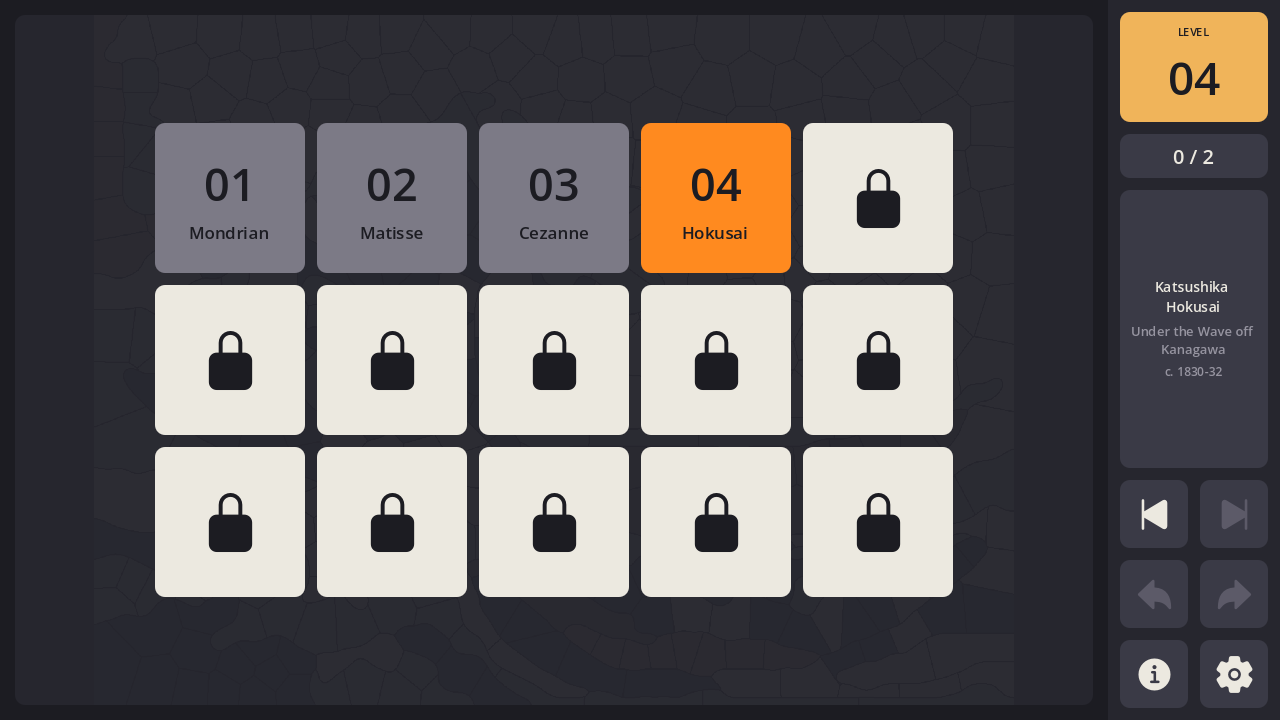 01
Mondrian
02
Matisse
03
Cezanne
04
Hokusai
LEVEL
04
0 / 2
Katsushika
Hokusai
Under the Wave off
Kanagawa
c. 1830-32